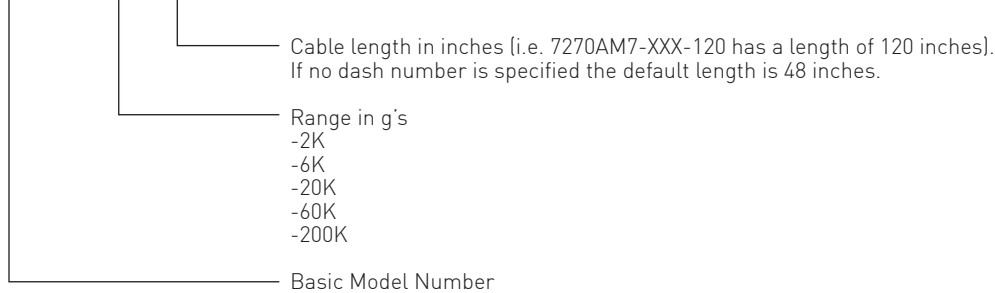 Cable length in inches (i.e. 7270AM7-XXX-120 has a length of 120 inches).
If no dash number is specified the default length is 48 inches.
Range in g's
-2K
-6K
-20K
-60K
-200K
Basic Model Number